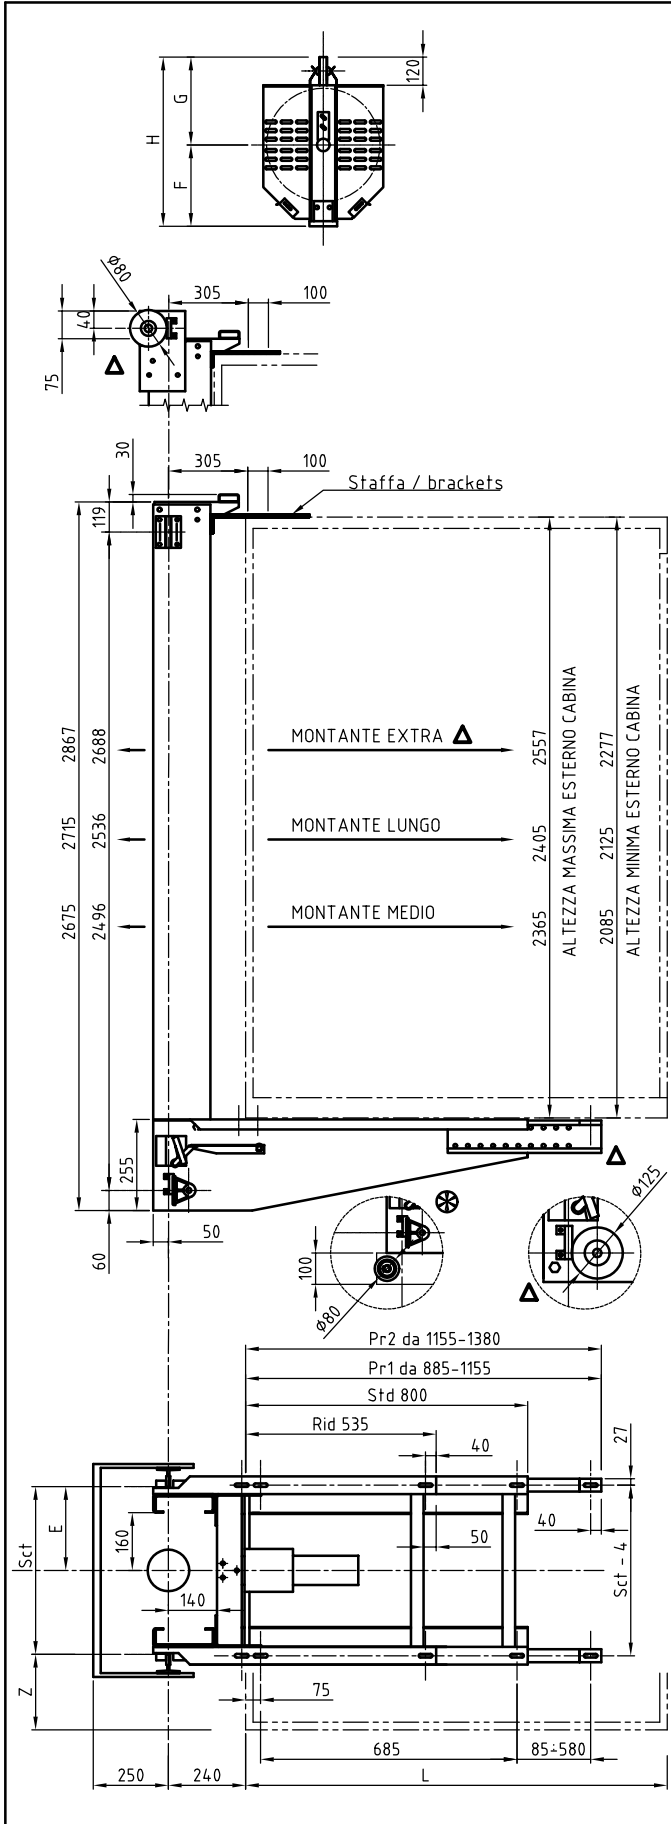 120
G
H
F
Ø80
305
100
40
75
30
305
100
Staffa / brackets
119
2867
2688
MONTANTE EXTRA
2557
2277
2715
2536
MONTANTE LUNGO
2405
2125
2675
2496
MONTANTE MEDIO
2365
2085
ALTEZZA MASSIMA ESTERNO CABINA
ALTEZZA MINIMA ESTERNO CABINA
255
60
50
100
Ø80
Ø125
Pr2 da 1155-1380
Pr1 da 885-1155
Std 800
Rid 535
40
27
Sct
E
160
140
50
40
Sct - 4
Z
75
685
85÷580
250
240
L